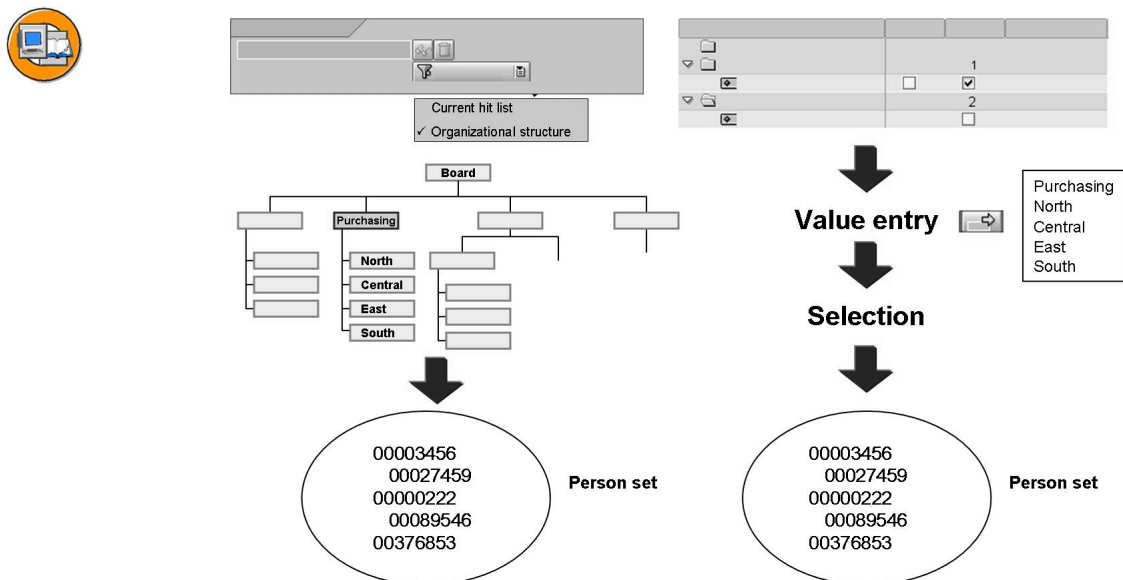 Current hit list
✓ Organizational structure
Board
Purchasing
North
Central
East
South
00003456
00027459
00000222
00089546
00376853
Person set
1
2
Value entry
Purchasing
North
Central
East
South
Selection
00003456
00027459
00000222
00089546
00376853
Person set